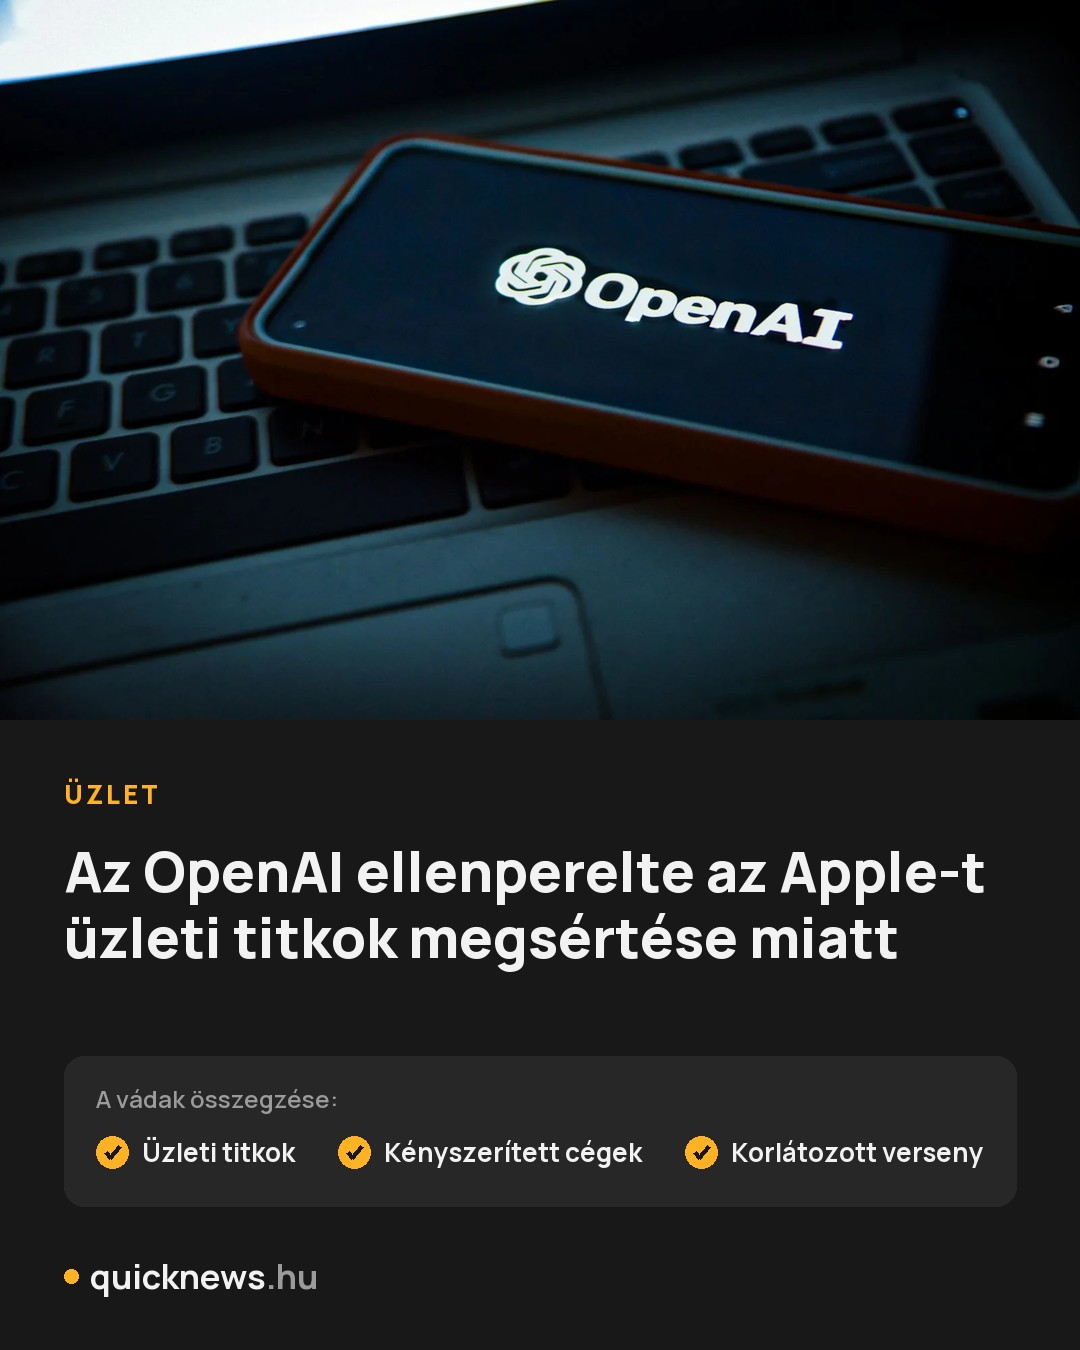 OpenAI
R
T
Y
F
G
C
V
B
N
ÜZLET
Az OpenAI ellenperelte az Apple-t
üzleti titkok megsértése miatt
A vádak összegzése:
Üzleti titkok
Kényszerített cégek
Korlátozott verseny
quicknews.hu